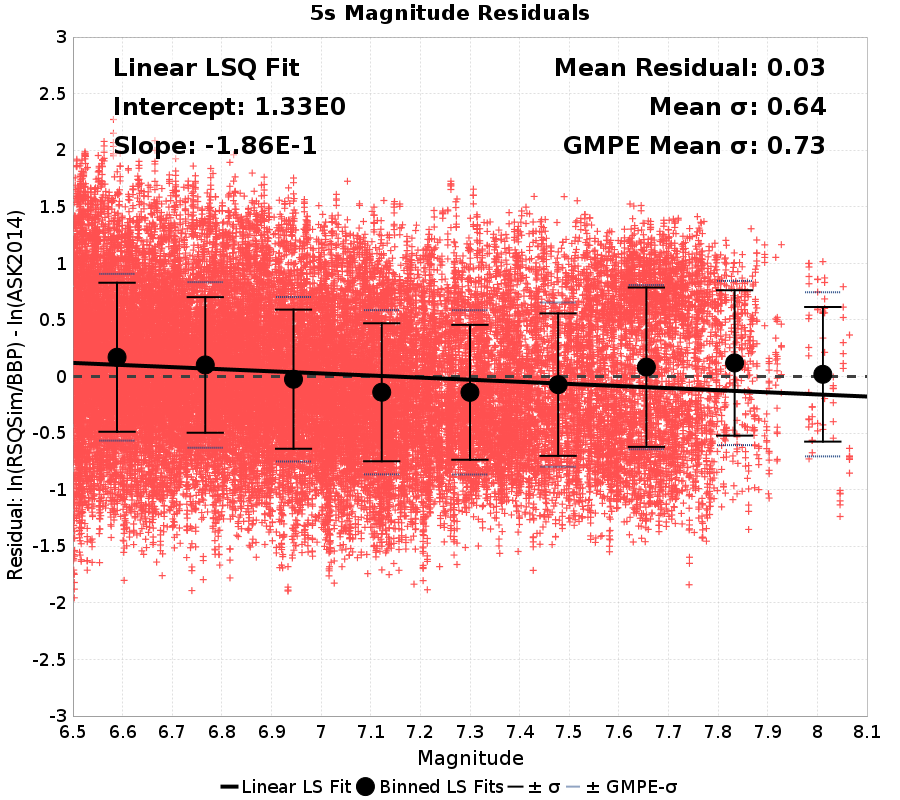 5s Magnitude Residuals
Linear LSQ Fit
Intercept: 1.33E0
Slope: -1.86E-1
Mean Residual: 0.03
Mean σ: 0.64
GMPE Mean σ: 0.73
Residual: ln(RSQSim/BBP) - ln(ASK2014)
3
2.5
2
1.5
1
0.5
0
-0.5
-1
-1.5
-2
-2.5
-3
6.5 6.6 6.7 6.8 6.9 7 7.1 7.2 7.3 7.4 7.5 7.6 7.7 7.8 7.9 8 8.1
Magnitude
Linear LS Fit Binned LS Fits ± σ ± GMPE-σ